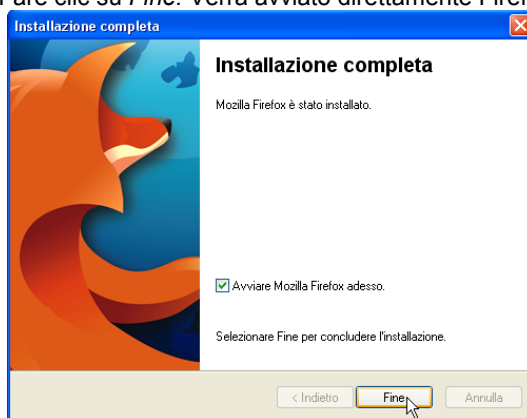 Fare clic su Fine. Verrà avviato direttamente
Installazione completa
Installazione completa
Mozilla Firefox è stato installato.
Avviare Mozilla Firefox adesso.
Selezionare Fine per concludere l'installazione.
< Indietro Fine Annulla